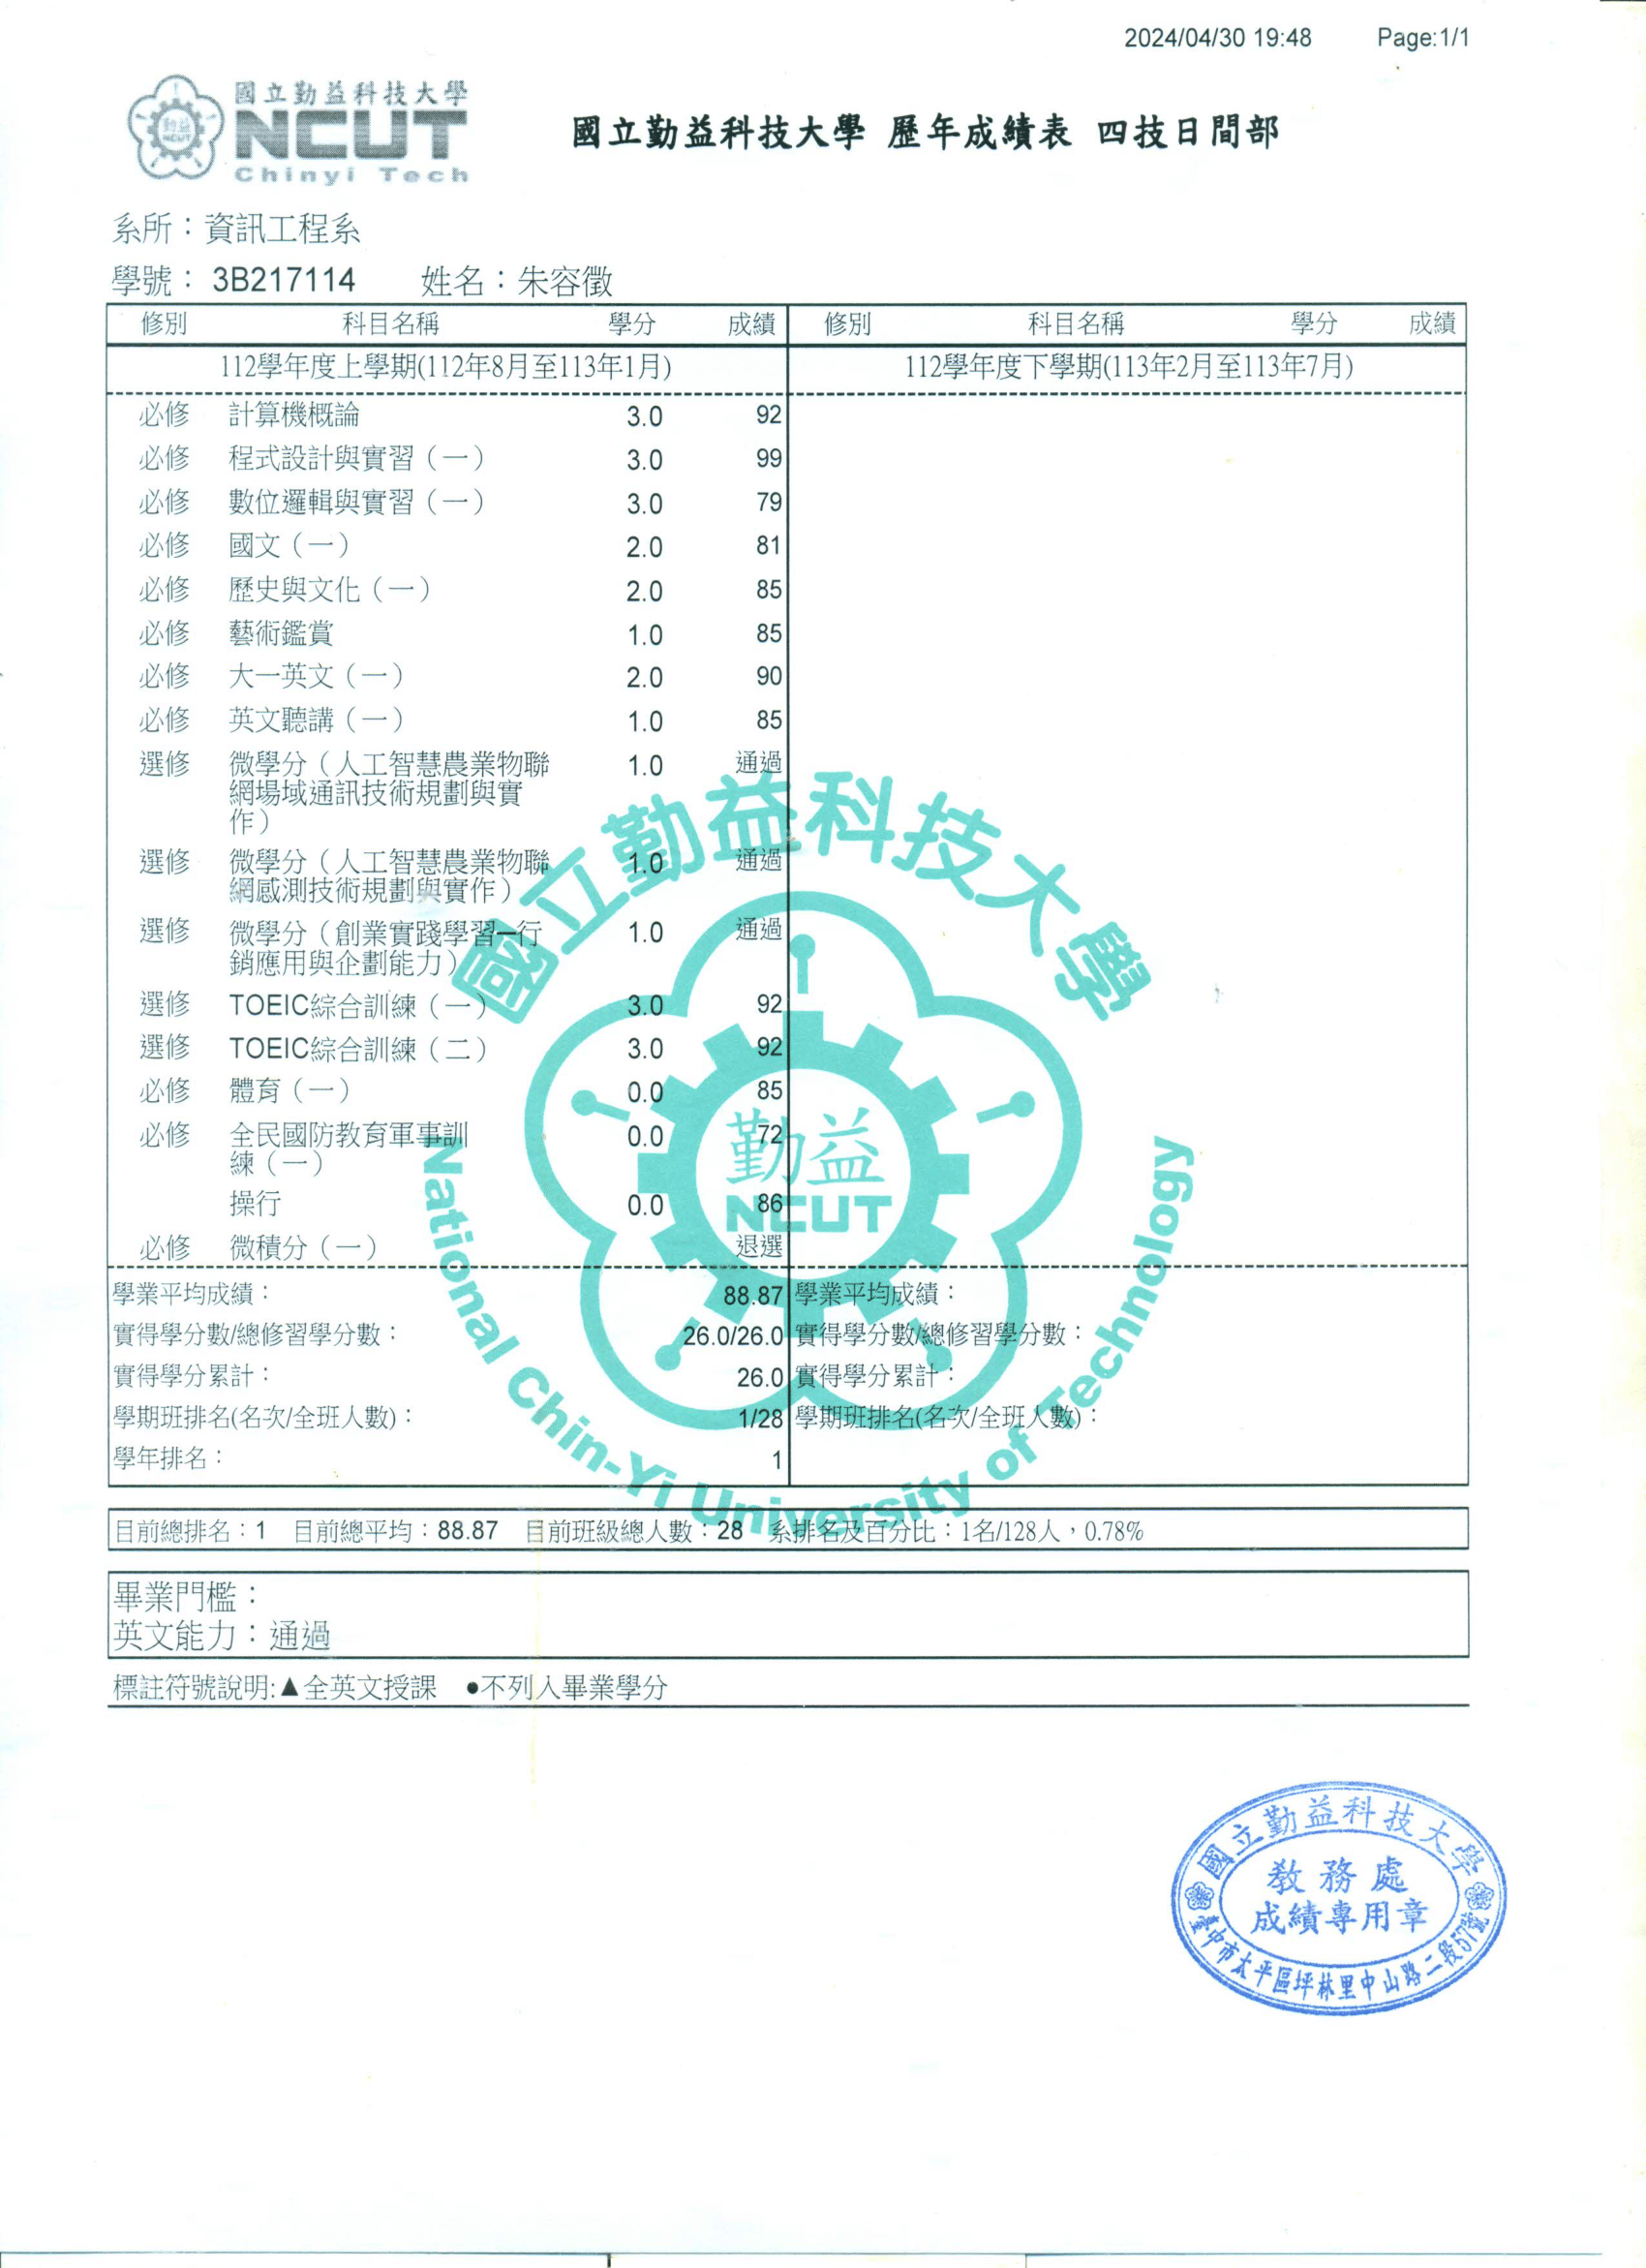 2024/04/30 19:48 Page:1/1
國立勤益科技大學
NCUT
Chinyi Tech
勤益
NCUT
國立勤益科技大學 歷年成績表 四技日間部
系所：資訊工程系
學號：3B217114 姓名：朱容徵
修別 科目名稱 學分 成績 修別 科目名稱 學分 成績
112學年度上學期(112年8月至113年1月) 112學年度下學期(113年2月至113年7月)
必修 計算機概論 3.0 92
必修 程式設計與實習（一） 3.0 99
必修 數位邏輯與實習（一） 3.0 79
必修 國文（一） 2.0 81
必修 歷史與文化（一） 2.0 85
必修 藝術鑑賞 1.0 85
必修 大一英文（一） 2.0 90
必修 英文聽講（一） 1.0 85
選修 微學分（人工智慧農業物聯 1.0 通過
網場域通訊技術規劃與實
作）
選修 微學分（人工智慧農業物聯 1.0 通過
網感測技術規劃與實作）
選修 微學分（創業實踐學習—行 1.0 通過
銷應用與企劃能力）
選修 TOEIC綜合訓練（一） 3.0 92
選修 TOEIC綜合訓練（二） 3.0 92
必修 體育（一） 0.0 85
必修 全民國防教育軍事訓 0.0 72
練（一）
操行 0.0 86
必修 微積分（一） 退選
學業平均成績： 88.87 學業平均成績：
實得學分數/總修習學分數： 26.0/26.0 實得學分數/總修習學分數：
實得學分累計： 26.0 實得學分累計：
學期班排名(名次/全班人數)： 1/28 學期班排名(名次/全班人數)：
學年排名： 1
國立勤益科技大學
勤益
NCUT
National Chin-Yi University of Technology
目前總排名：1 目前總平均：88.87 目前班級總人數：28 系排名及百分比：1名/128人，0.78%
畢業門檻：
英文能力：通過
標註符號說明:▲全英文授課 ●不列入畢業學分
國立勤益科技大學
教務處
成績專用章
臺中市太平區坪林里中山路二段57號